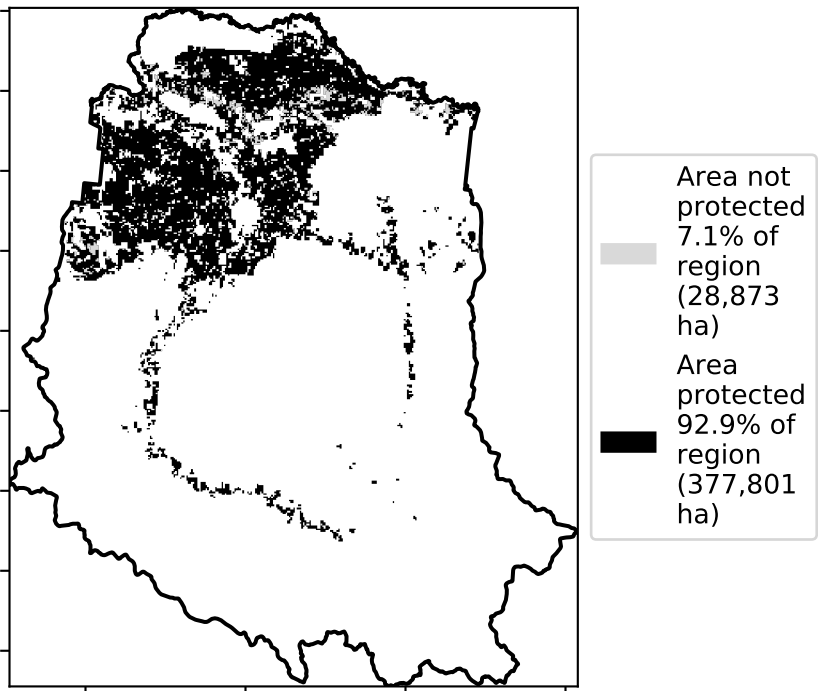 Area not
protected
7.1% of
region
(28,873
ha)
Area
protected
92.9% of
region
(377,801
ha)